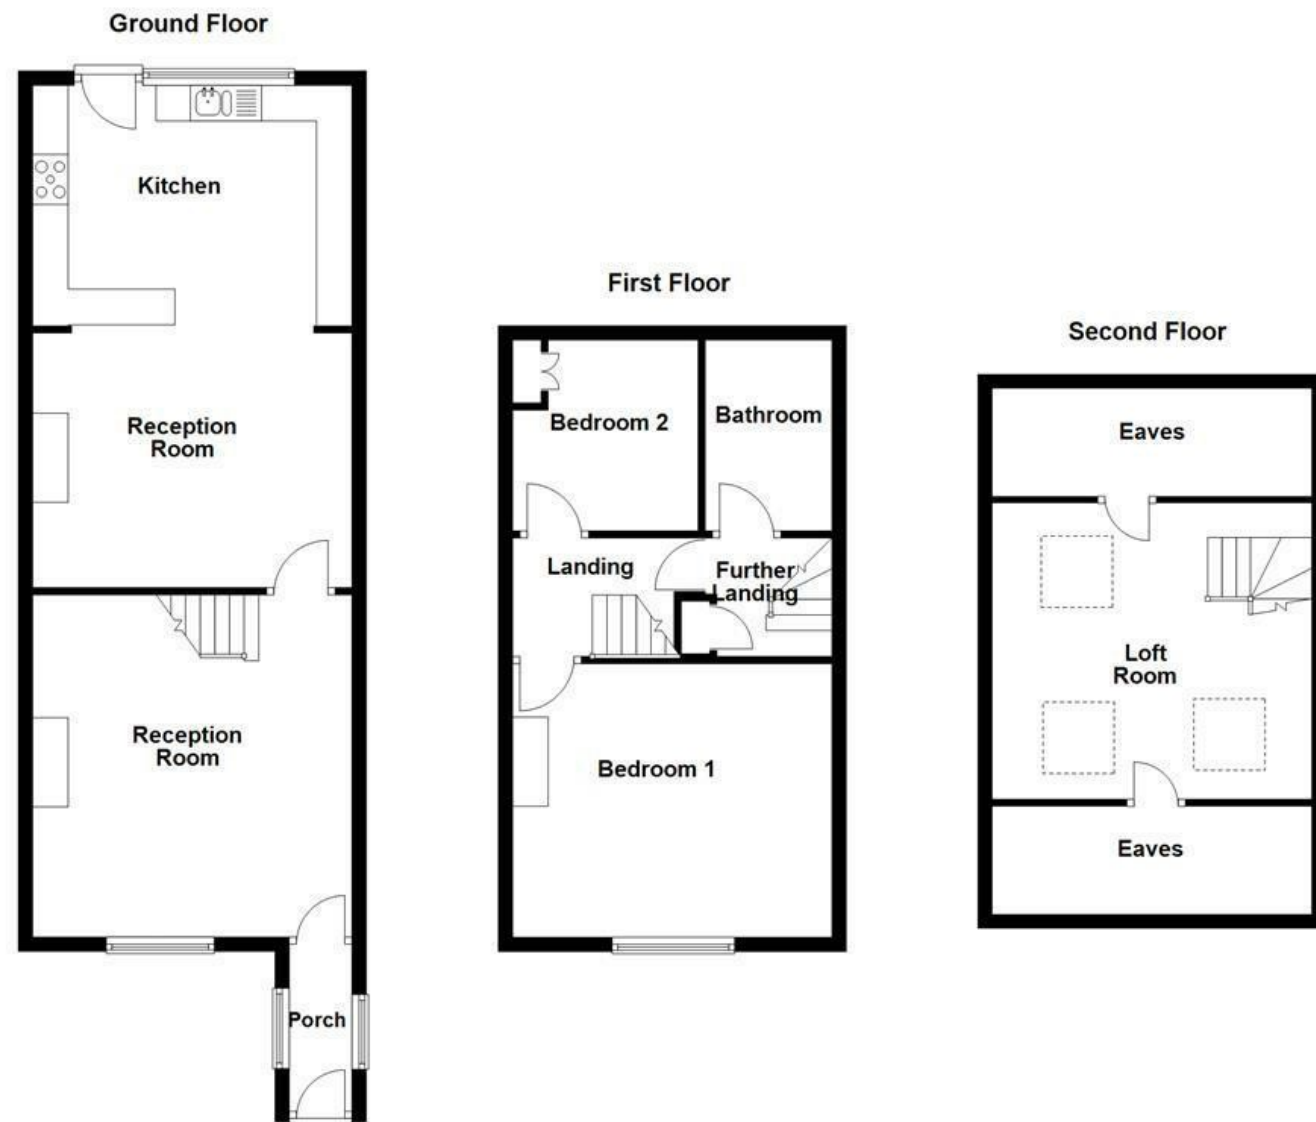 Ground Floor
Kitchen
Reception
Room
Reception
Room
Porch
First Floor
Bedroom 2
Bathroom
Landing
Further
Landing
Bedroom 1
Second Floor
Eaves
Loft
Room
Eaves